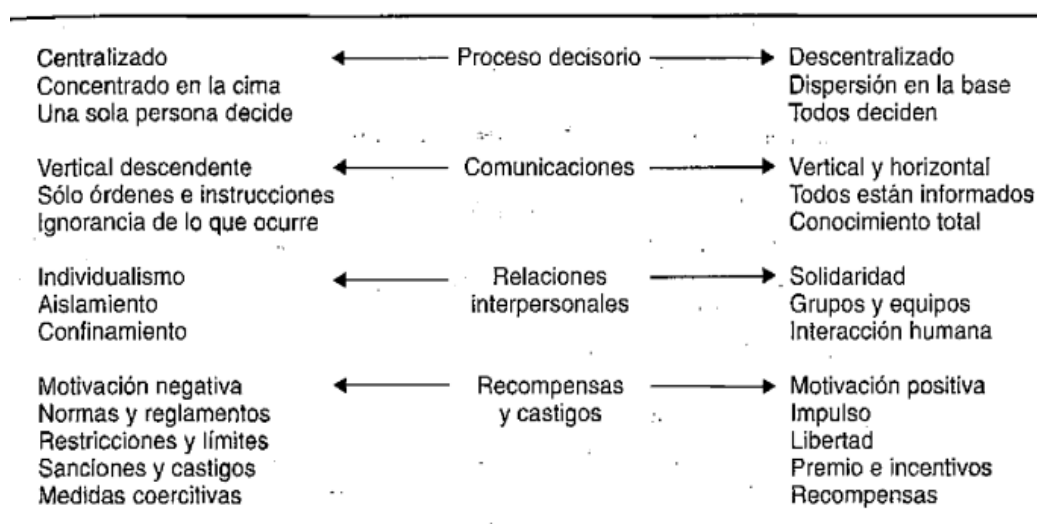 Centralizado Proceso decisorio Descentralizado
Concentrado en la cima Dispersión en la base
Una sola persona decide Todos deciden
Vertical descendente Comunicaciones Vertical y horizontal
Sólo órdenes e instrucciones Todos están informados
Ignorancia de lo que ocurre Conocimiento total
Individualismo Relaciones Solidaridad
Aislamiento interpersonales Grupos y equipos
Confinamiento Interacción humana
Motivación negativa Recompensas Motivación positiva
Normas y reglamentos y castigos Impulso
Restricciones y límites Libertad
Sanciones y castigos Premio e incentivos
Medidas coercitivas Recompensas